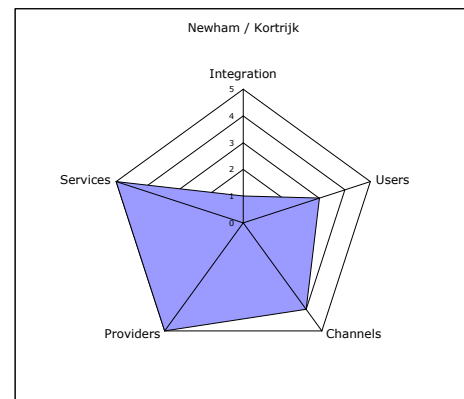 Newham / Kortrijk
Integration
5
4
3
2
1
0
Services
Users
Providers
Channels